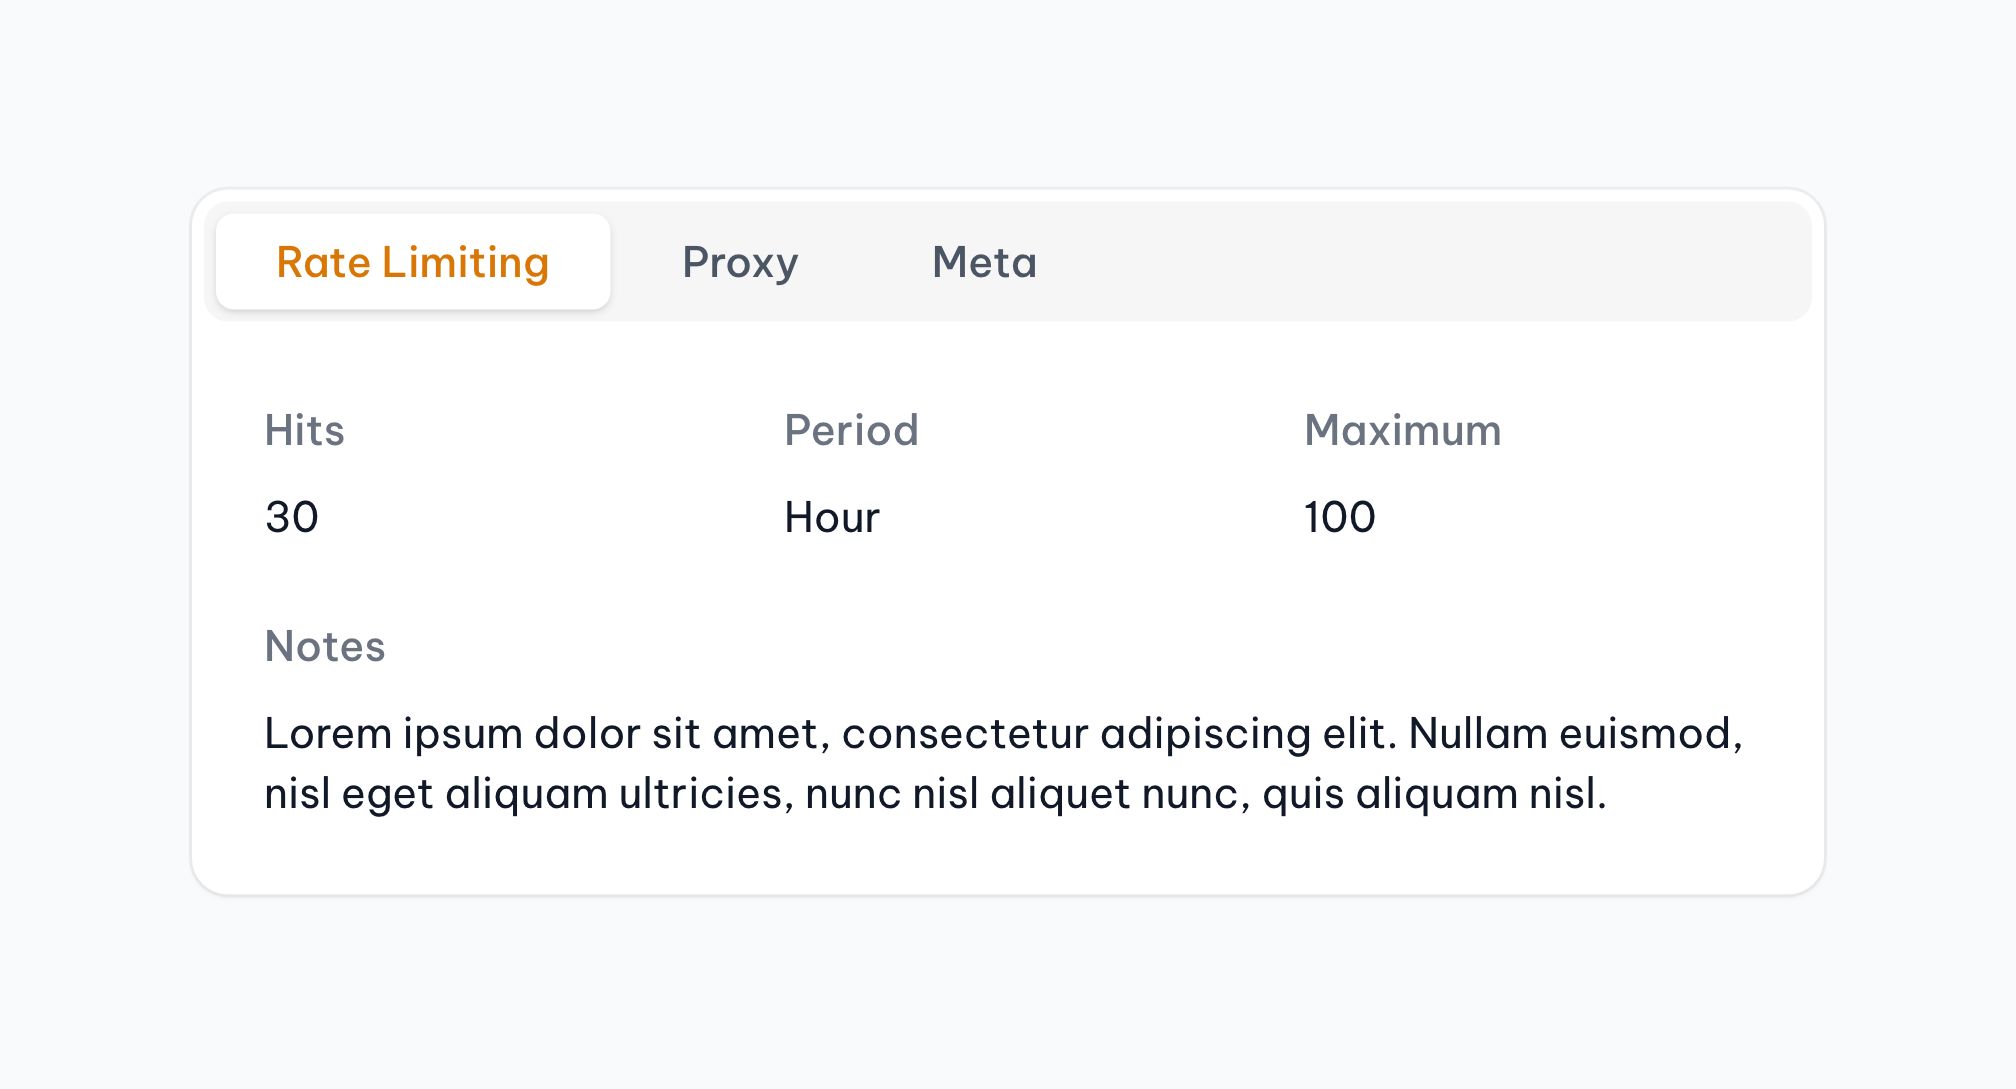 Rate Limiting Proxy Meta
Hits Period Maximum
30 Hour 100
Notes
Lorem ipsum dolor sit amet, consectetur adipiscing elit. Nullam euismod,
nisl eget aliquam ultricies, nunc nisl aliquet nunc, quis aliquam nisl.